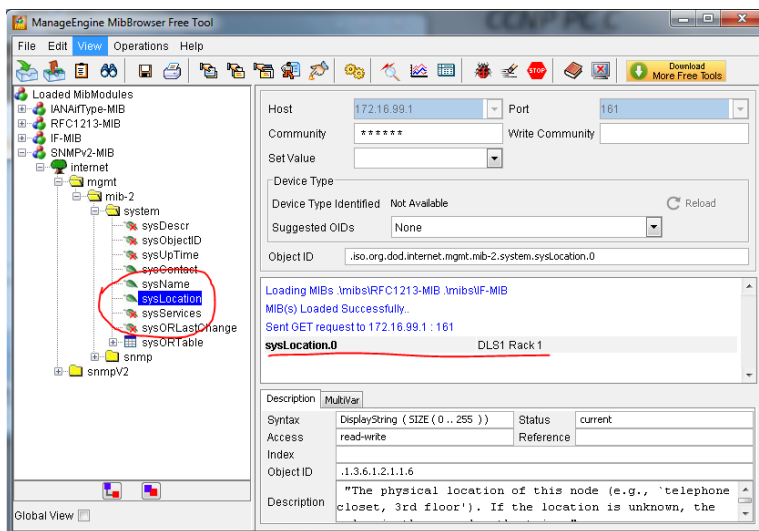 CCNP PC C
ManageEngine MibBrowser Free Tool
File Edit View Operations Help
STOP
Download
More Free Tools
Loaded MibModules
IANAifType-MIB
RFC1213-MIB
IF-MIB
SNMPv2-MIB
internet
mgmt
mib-2
system
sysDescr
sysObjectID
sysUpTime
sysContact
sysName
sysLocation
sysServices
sysORLastChange
sysORTable
snmp
snmpV2
Global View
Host 172.16.99.1 Port 161
Community ****** Write Community
Set Value
Device Type
Device Type Identified Not Available Reload
Suggested OIDs None
Object ID .iso.org.dod.internet.mgmt.mib-2.system.sysLocation.0
Loading MIBs .\mibs\RFC1213-MIB .\mibs\IF-MIB
MIB(s) Loaded Successfully..
Sent GET request to 172.16.99.1 : 161
sysLocation.0 DLS1 Rack 1
Description MultiVar
Syntax DisplayString ( SIZE ( 0 .. 255 ) ) Status current
Access read-write Reference
Index
Object ID .1.3.6.1.2.1.1.6
Description "The physical location of this node (e.g., `telephone
closet, 3rd floor'). If the location is unknown, the